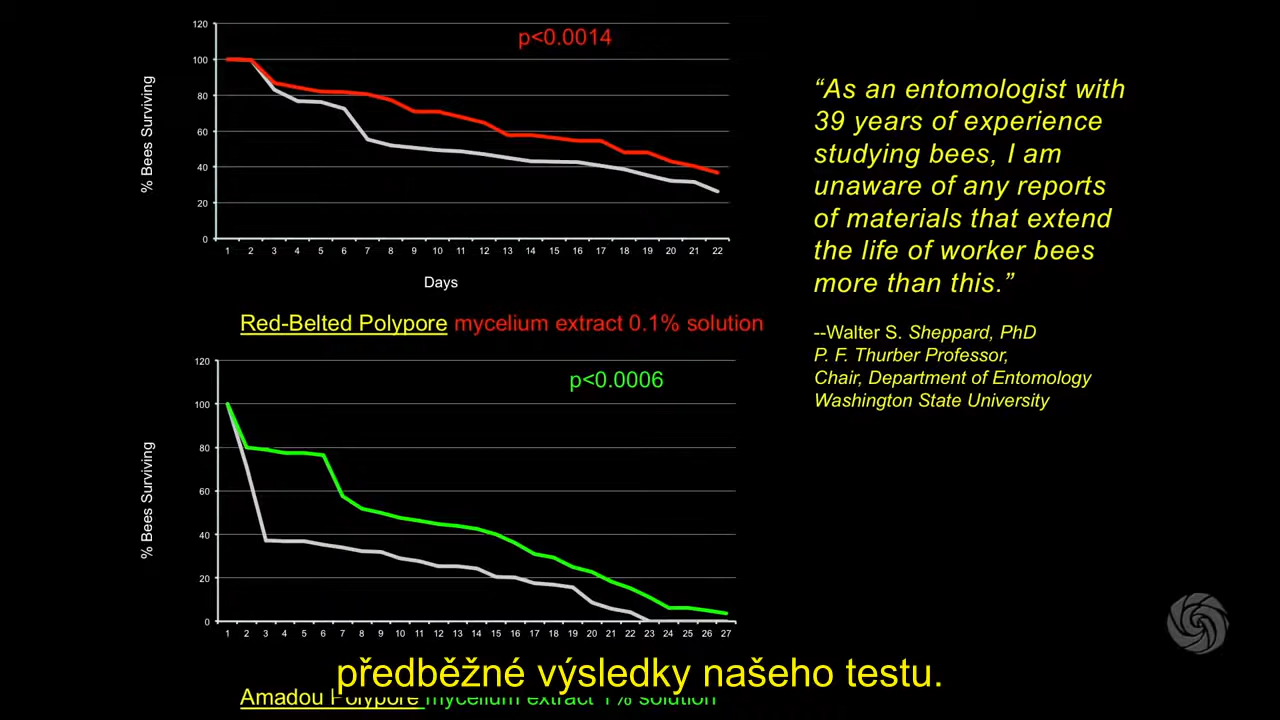 p<0.0014
120
100
80
60
40
20
0
% Bees Surviving
1 2 3 4 5 6 7 8 9 10 11 12 13 14 15 16 17 18 19 20 21 22
Days
Red-Belted Polypore mycelium extract 0.1% solution
p<0.0006
120
100
80
60
40
20
0
% Bees Surviving
1 2 3 4 5 6 7 8 9 10 11 12 13 14 15 16 17 18 19 20 21 22 23 24 25 26 27
Amadou Polypore mycelium extract 1% solution
“As an entomologist with
39 years of experience
studying bees, I am
unaware of any reports
of materials that extend
the life of worker bees
more than this.”
--Walter S. Sheppard, PhD
P. F. Thurber Professor,
Chair, Department of Entomology
Washington State University
předběžné výsledky našeho testu.